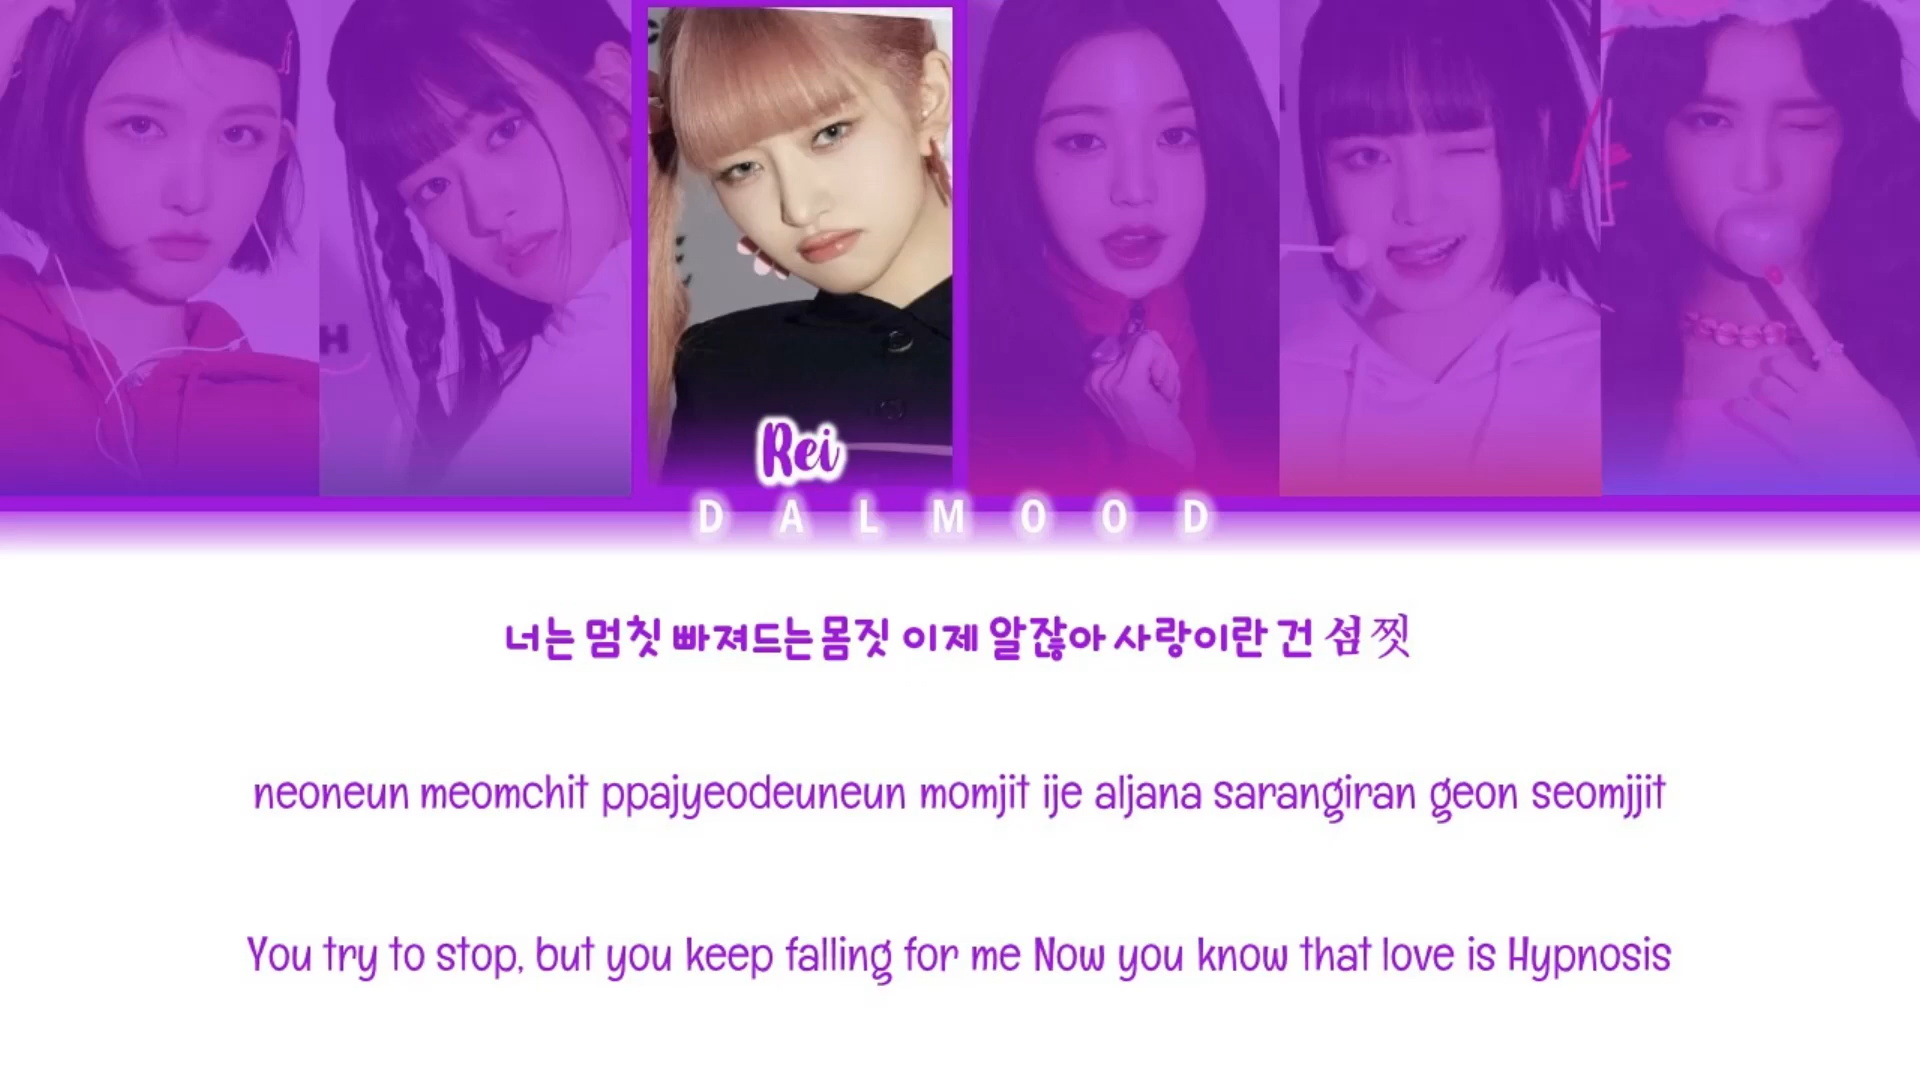 Rei
DALMOOD
너는 멈칫 빠져드는 몸짓 이제 알잖아 사랑이란 건 섬찟
neoneun meomchit ppajyeodeuneun momjit ije aljana sarangiran geon seomjjit
You try to stop, but you keep falling for me Now you know that love is Hypnosis